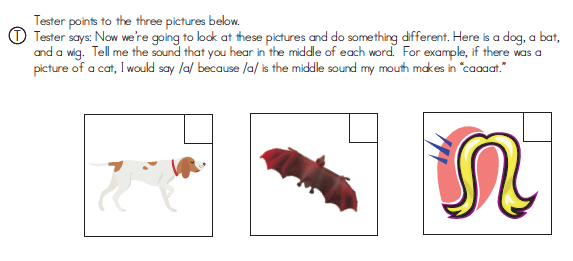 Tester points to the three pictures below.
T Tester says: Now we're going to look at these pictures and do something different. Here is a dog, a bat,
and a wig. Tell me the sound that you hear in the middle of each word. For example, if there was a
picture of a cat, I would say /a/ because /a/ is the middle sound my mouth makes in "caaaat."